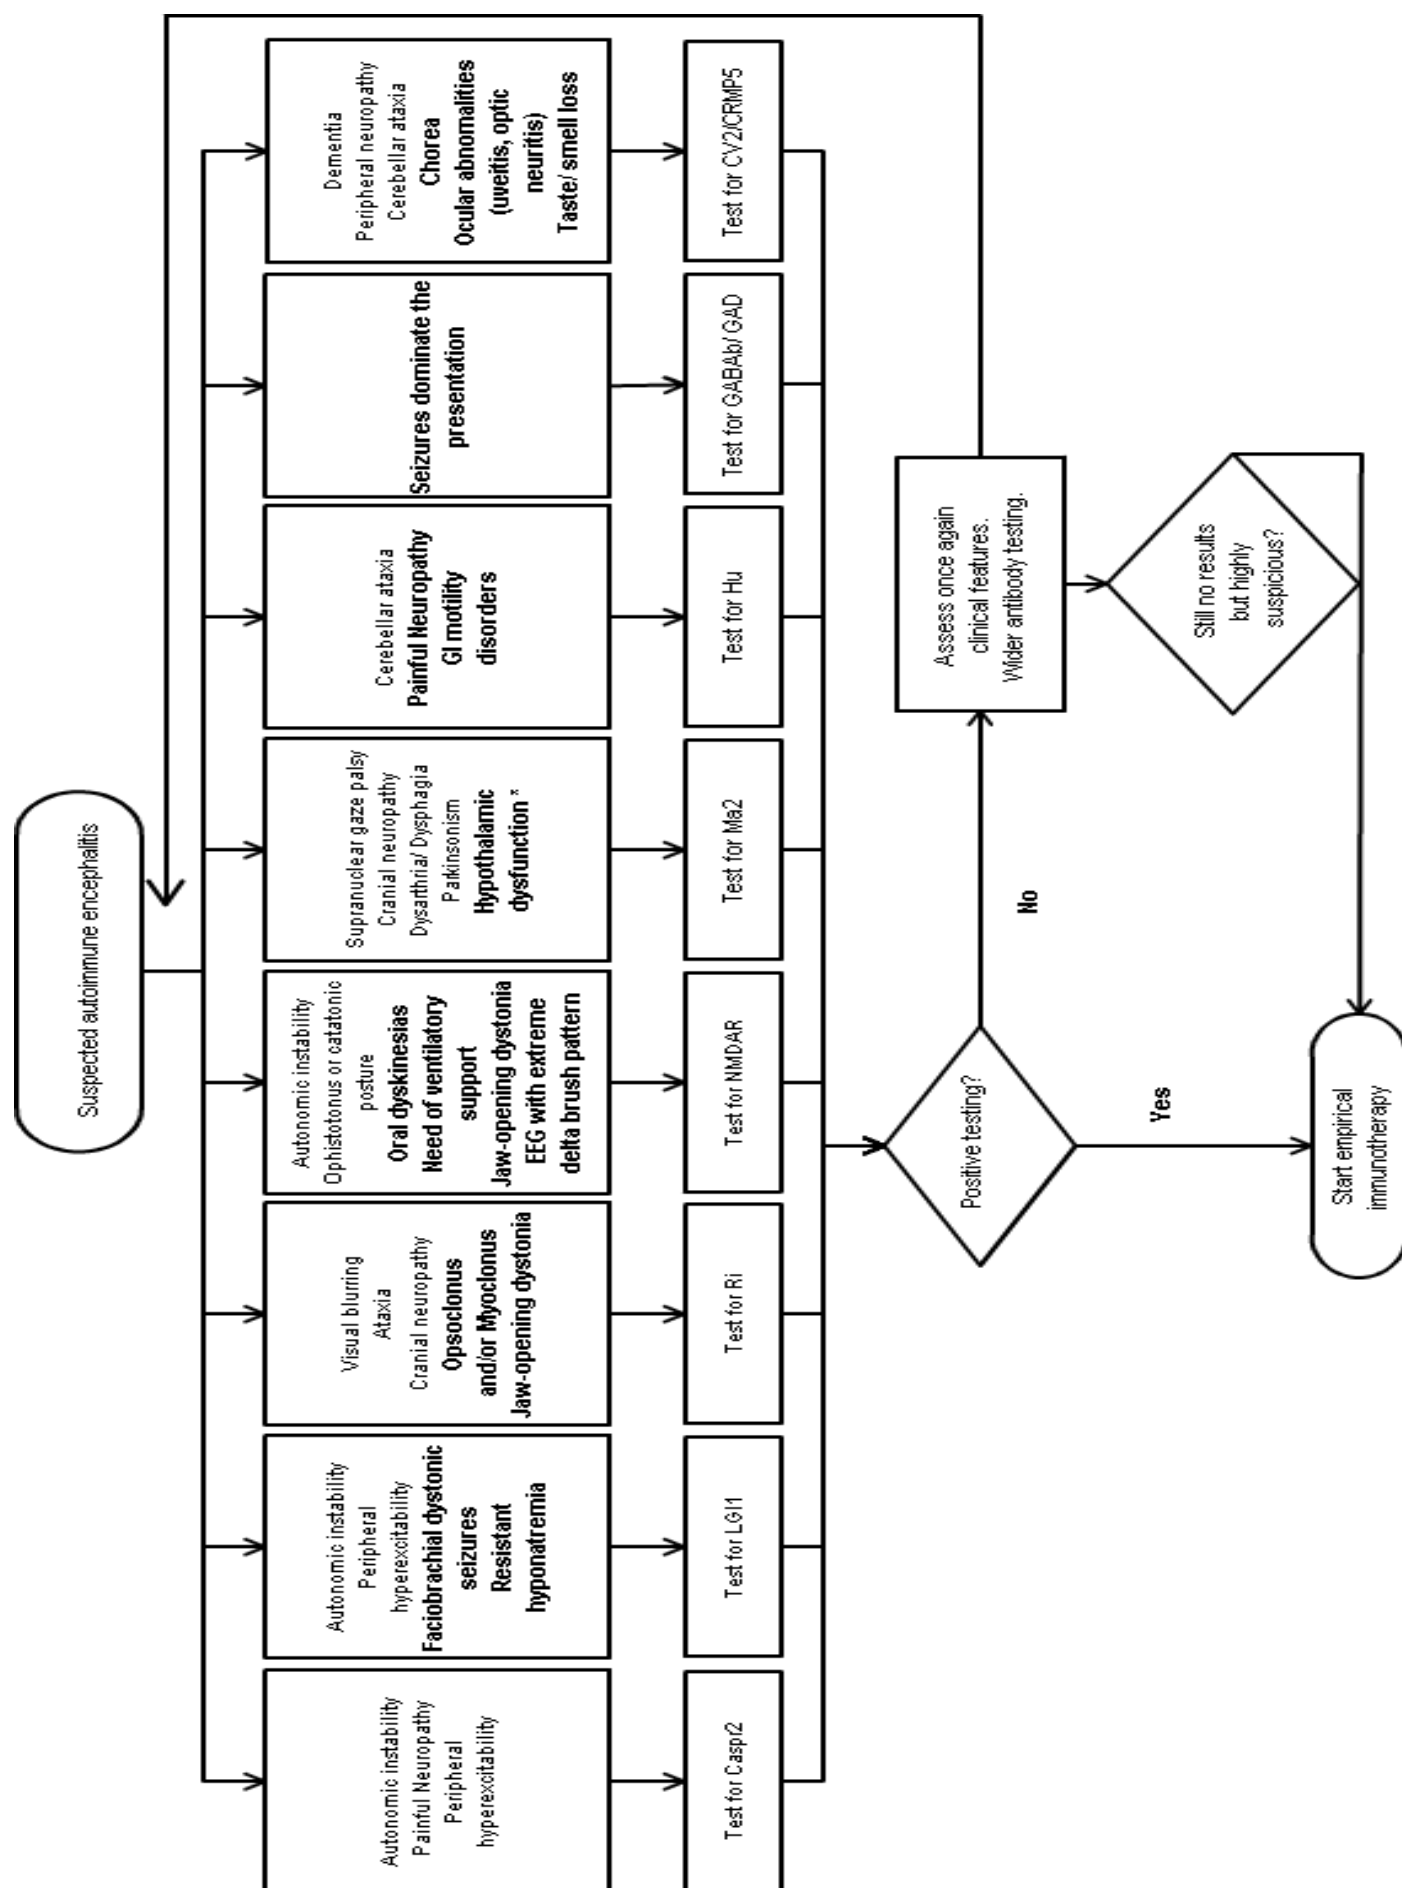 Suspected autoimmune encephalitis
Autonomic instability
Painful Neuropathy
Peripheral
hyperexcitability
Autonomic instability
Peripheral
hyperexcitability
Faciobrachial dystonic
seizures
Resistant
hyponatremia
Visual blurring
Ataxia
Cranial neuropathy
Opsoclonus
and/or Myoclonus
Jaw-opening dystonia
Autonomic instability
Ophistotonus or catatonic
posture
Oral dyskinesias
Need of ventilatory
support
Jaw-opening dystonia
EEG with extreme
delta brush pattern
Supranuclear gaze palsy
Cranial neuropathy
Dysarthria/ Dysphagia
Parkinsonism
Hypothalamic
dysfunction *
Cerebellar ataxia
Painful Neuropathy
GI motility
disorders
Seizures dominate the
presentation
Dementia
Peripheral neuropathy
Cerebellar ataxia
Chorea
Ocular abnomalities
(uveitis, optic
neuritis)
Taste/ smell loss
Test for Caspr2
Test for LGI1
Test for Ri
Test for NMDAR
Test for Ma2
Test for Hu
Test for GABAb/ GAD
Test for CV2/CRMP5
Positive testing?
No
Assess once again
clinical features.
Wider antibody testing.
Yes
Still no results
but highly
suspicious?
Start empirical
immunotherapy